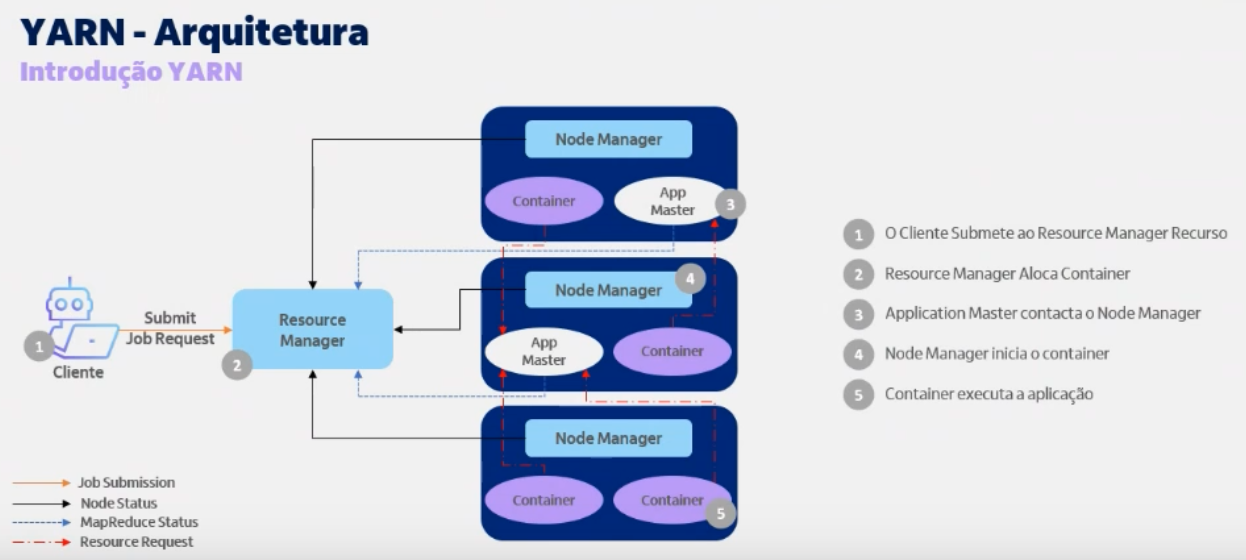 YARN - Arquitetura
Introdução YARN
Node Manager
Container
App
Master
3
Node Manager
4
App
Master
Container
Node Manager
Container
Container
5
1
Cliente
Submit
Job Request
Resource
Manager
2
1 O Cliente Submete ao Resource Manager Recurso
2 Resource Manager Aloca Container
3 Application Master contacta o Node Manager
4 Node Manager inicia o container
5 Container executa a aplicação
Job Submission
Node Status
MapReduce Status
Resource Request